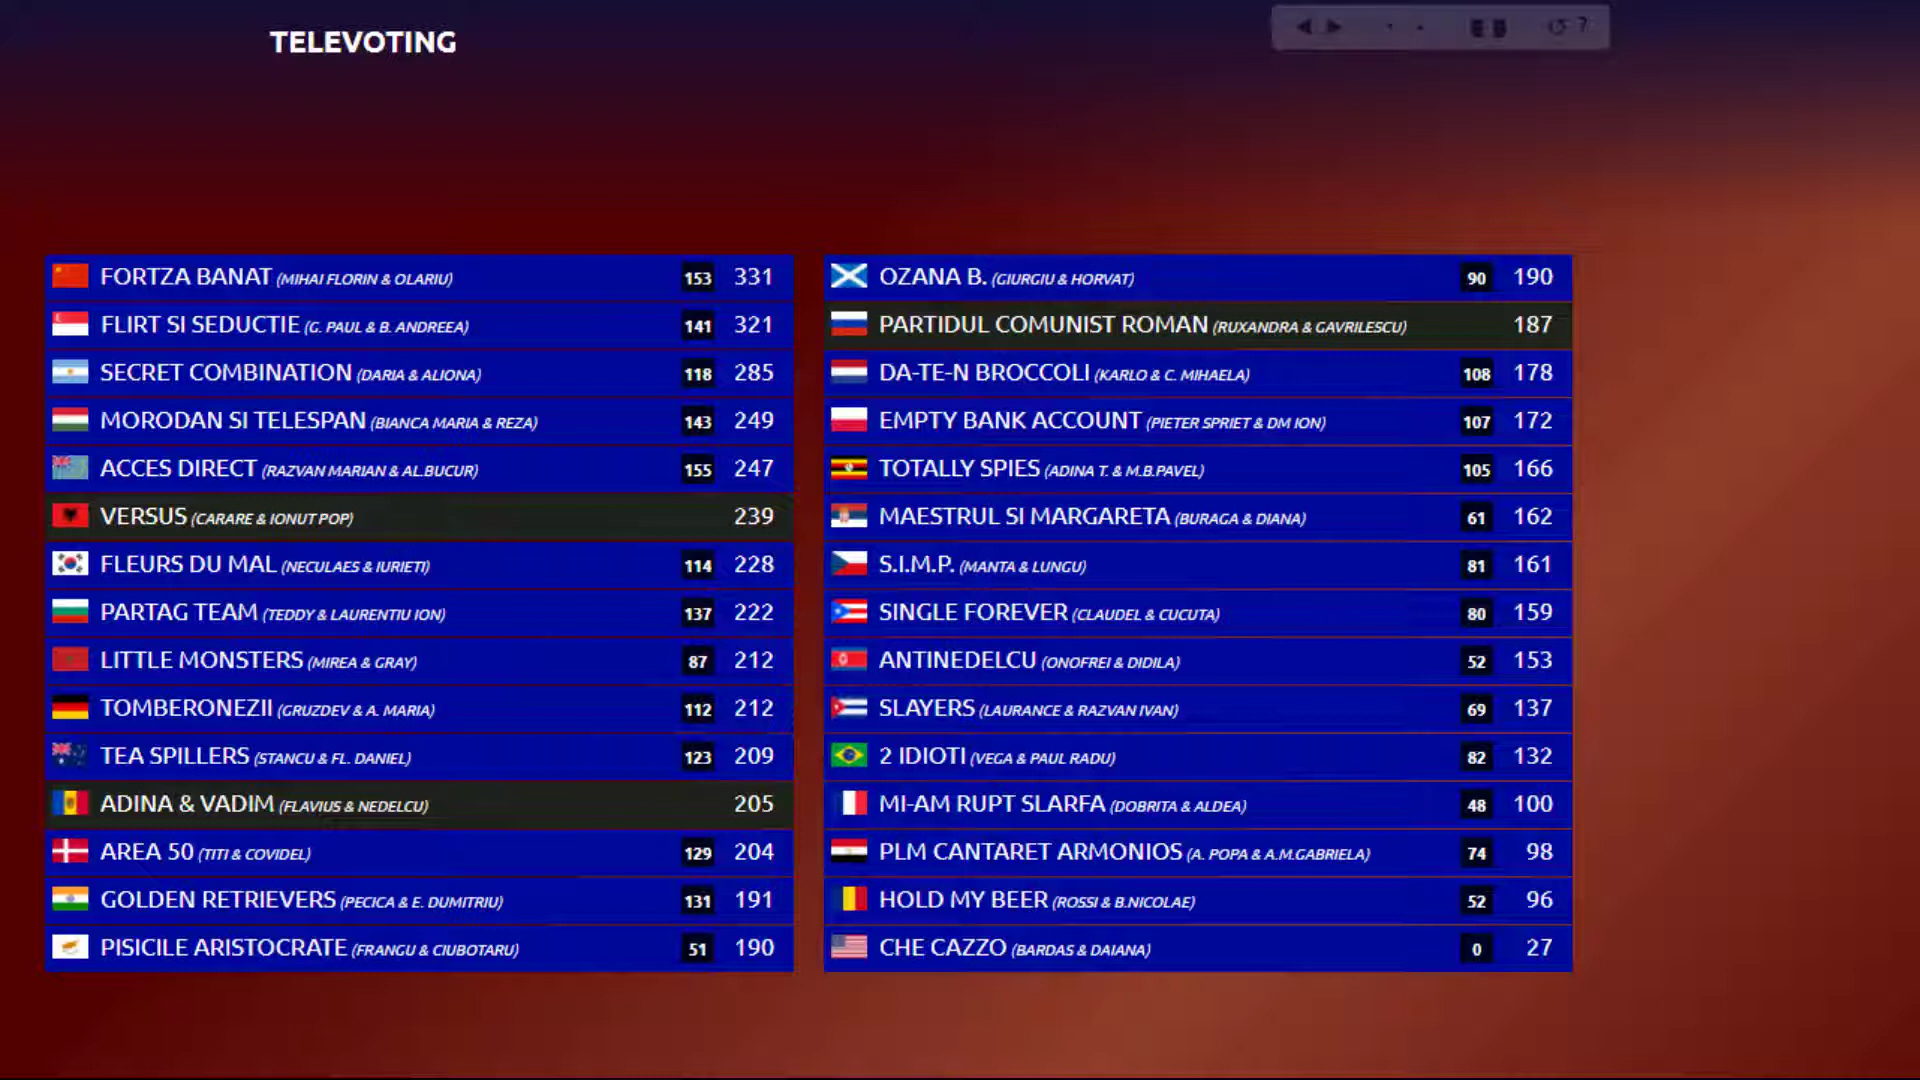 TELEVOTING
?
FORTZA BANAT (MIHAI FLORIN & OLARIU) 153 331
FLIRT SI SEDUCTIE (G. PAUL & B. ANDREEA) 141 321
SECRET COMBINATION (DARIA & ALIONA) 118 285
MORODAN SI TELESPAN (BIANCA MARIA & REZA) 143 249
ACCES DIRECT (RAZVAN MARIAN & AL.BUCUR) 155 247
VERSUS (CARARE & IONUT POP) 239
FLEURS DU MAL (NECULAES & IURIETI) 114 228
PARTAG TEAM (TEDDY & LAURENTIU ION) 137 222
LITTLE MONSTERS (MIREA & GRAY) 87 212
TOMBERONEZII (GRUZDEV & A. MARIA) 112 212
TEA SPILLERS (STANCU & FL. DANIEL) 123 209
ADINA & VADIM (FLAVIUS & NEDELCU) 205
AREA 50 (TITI & COVIDEL) 129 204
GOLDEN RETRIEVERS (PECICA & E. DUMITRIU) 131 191
PISICILE ARISTOCRATE (FRANGU & CIUBOTARU) 51 190
OZANA B. (GIURGIU & HORVAT) 90 190
PARTIDUL COMUNIST ROMAN (RUXANDRA & GAVRILESCU) 187
DA-TE-N BROCCOLI (KARLO & C. MIHAELA) 108 178
EMPTY BANK ACCOUNT (PIETER SPRIET & DM ION) 107 172
TOTALLY SPIES (ADINA T. & M.B.PAVEL) 105 166
MAESTRUL SI MARGARETA (BURAGA & DIANA) 61 162
S.I.M.P. (MANTA & LUNGU) 81 161
SINGLE FOREVER (CLAUDEL & CUCUTA) 80 159
ANTINEDELCU (ONOFREI & DIDILA) 52 153
SLAYERS (LAURANCE & RAZVAN IVAN) 69 137
2 IDIOTI (VEGA & PAUL RADU) 82 132
MI-AM RUPT SLARFA (DOBRITA & ALDEA) 48 100
PLM CANTARET ARMONIOS (A. POPA & A.M.GABRIELA) 74 98
HOLD MY BEER (ROSSI & B.NICOLAE) 52 96
CHE CAZZO (BARDAS & DAIANA) 0 27